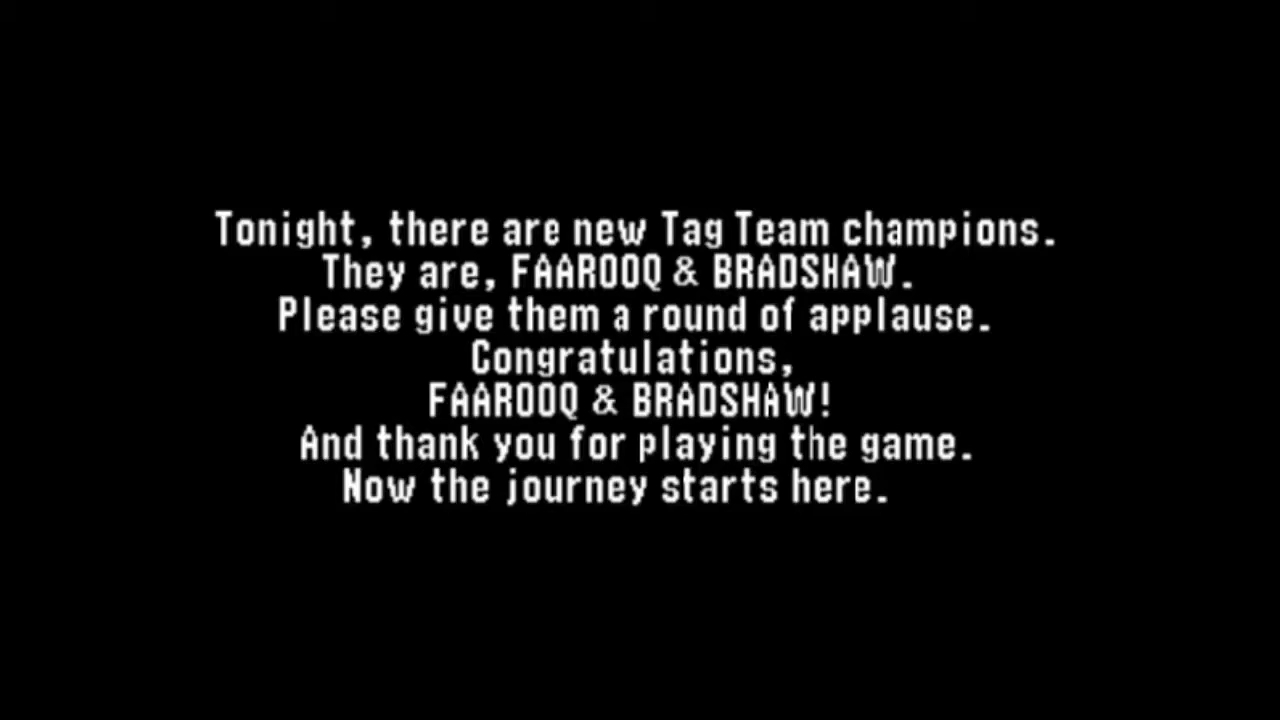 Tonight, there are new Tag Team champions.
They are, FAAROOQ & BRADSHAW.
Please give them a round of applause.
Congratulations,
FAAROOQ & BRADSHAW!
And thank you for playing the game.
Now the journey starts here.